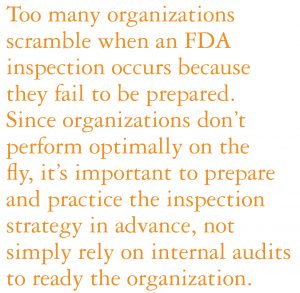 Too many organizations
scramble when an FDA
inspection occurs because
they fail to be prepared.
Since organizations don’t
perform optimally on the
fly, it’s important to prepare
and practice the inspection
strategy in advance, not
simply rely on internal audits
to ready the organization.